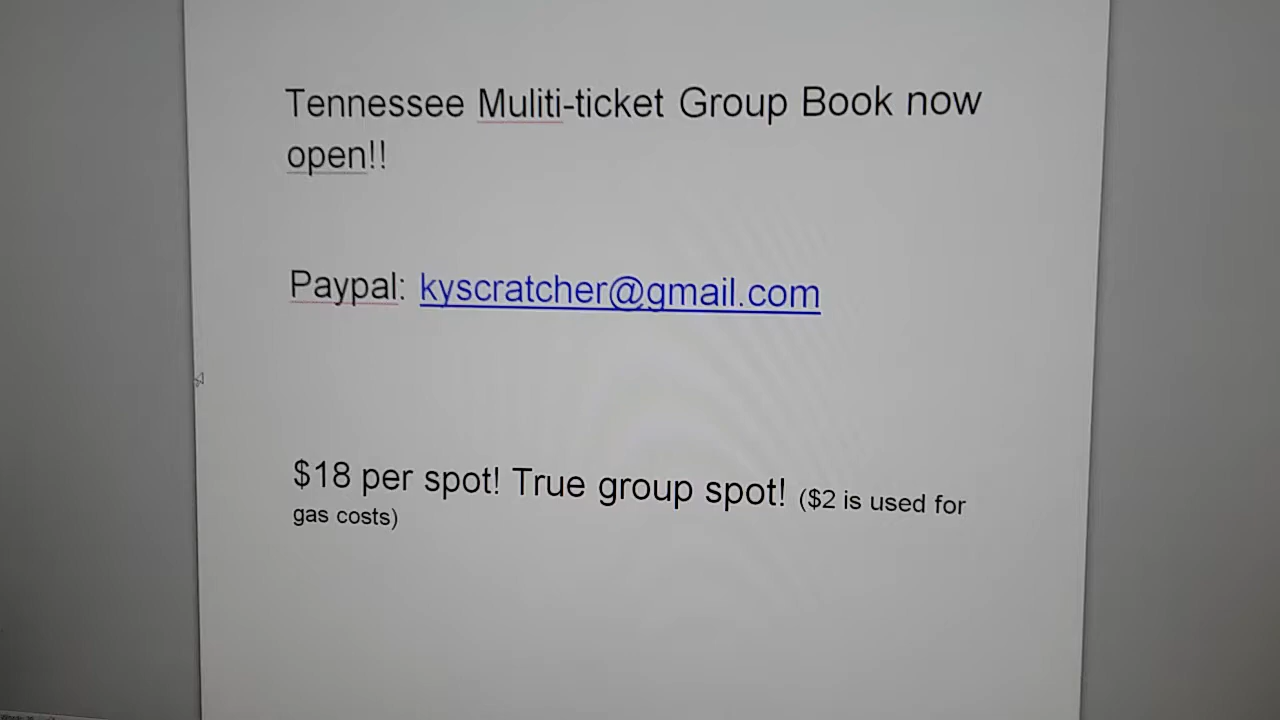 Tennessee Muliti-ticket Group Book now
open!!
Paypal: kyscratcher@gmail.com
$18 per spot! True group spot! ($2 is used for
gas costs)